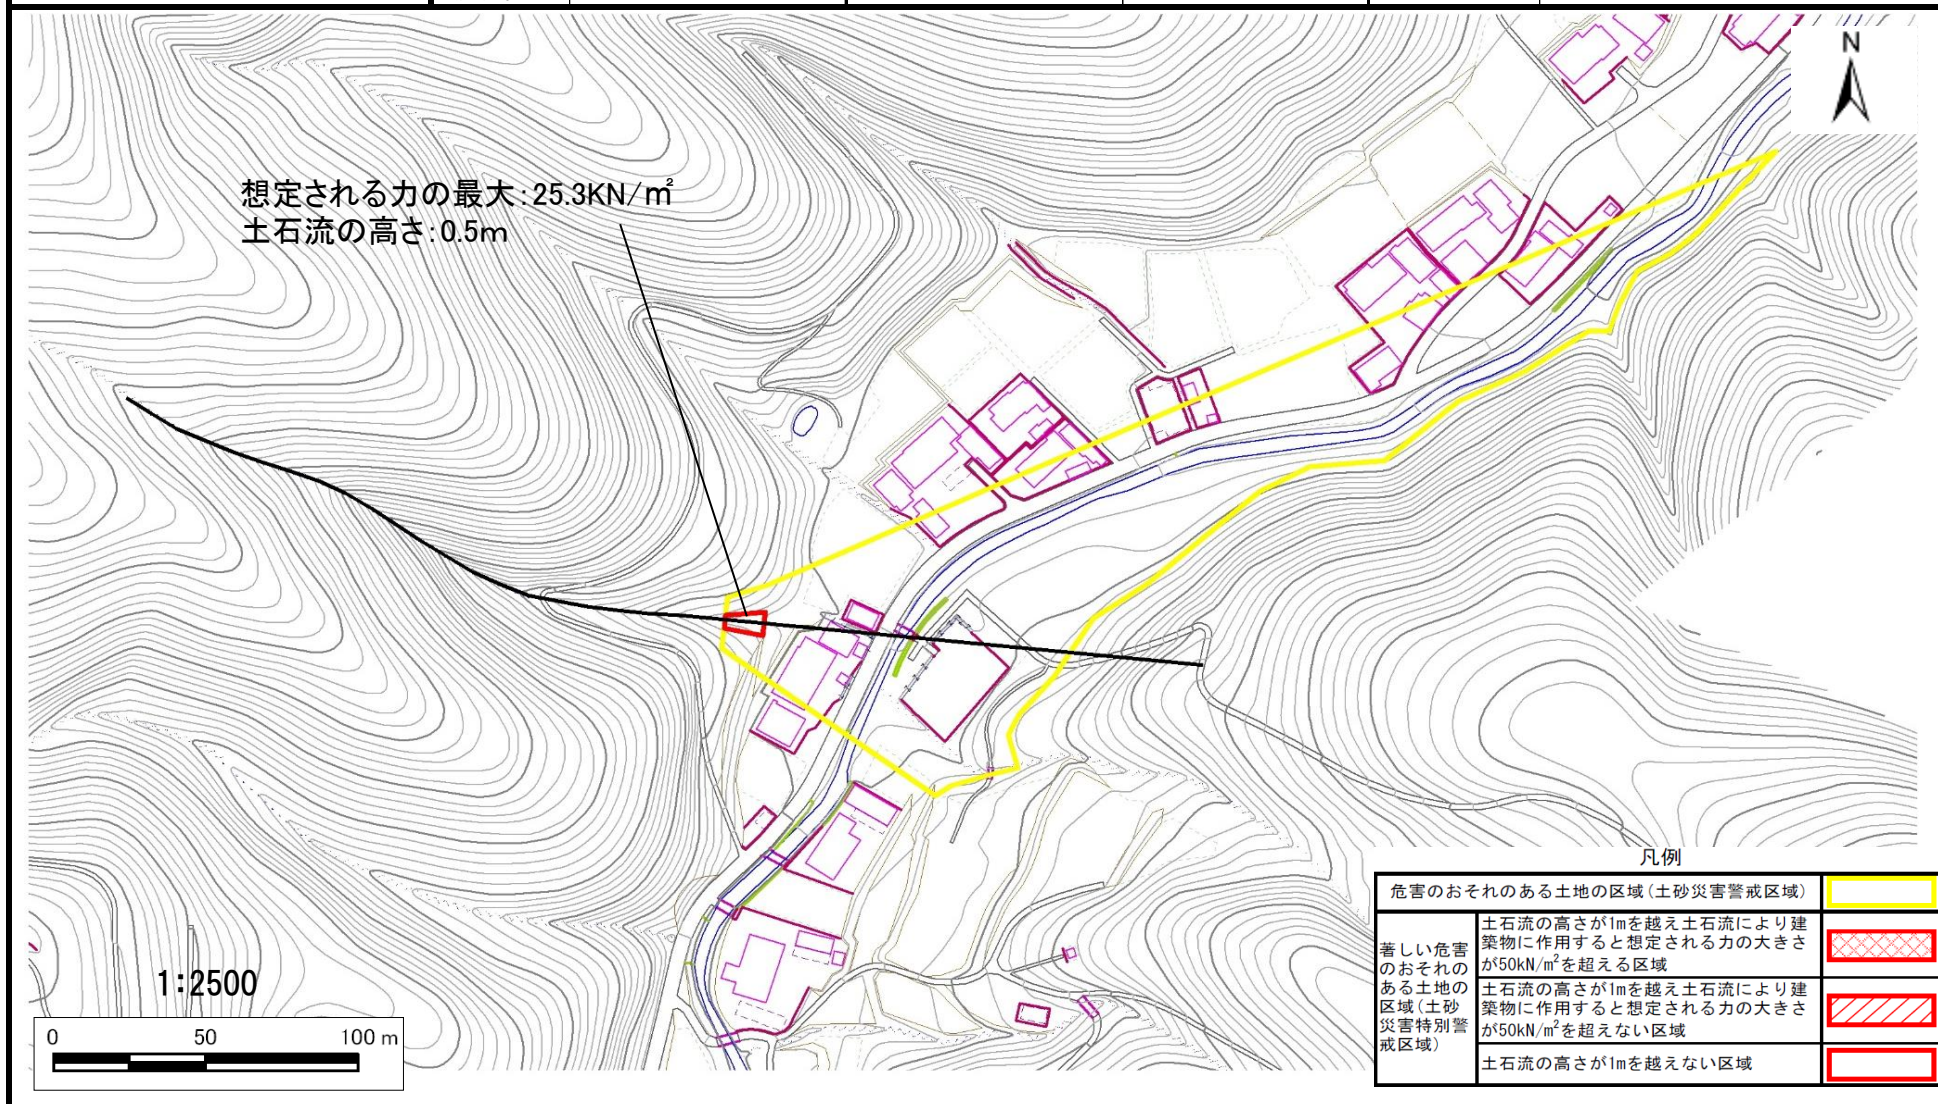 N
想定される力の最大:25.3KN/㎡
土石流の高さ:0.5m
1:2500
0 50 100 m
凡例
危害のおそれのある土地の区域(土砂災害警戒区域)
著しい危害
のおそれの
ある土地の
区域(土砂
災害特別警
戒区域)
土石流の高さが1mを越え土石流により建
築物に作用すると想定される力の大きさ
が50kN/m²を超える区域
土石流の高さが1mを越え土石流により建
築物に作用すると想定される力の大きさ
が50kN/m²を超えない区域
土石流の高さが1mを越えない区域